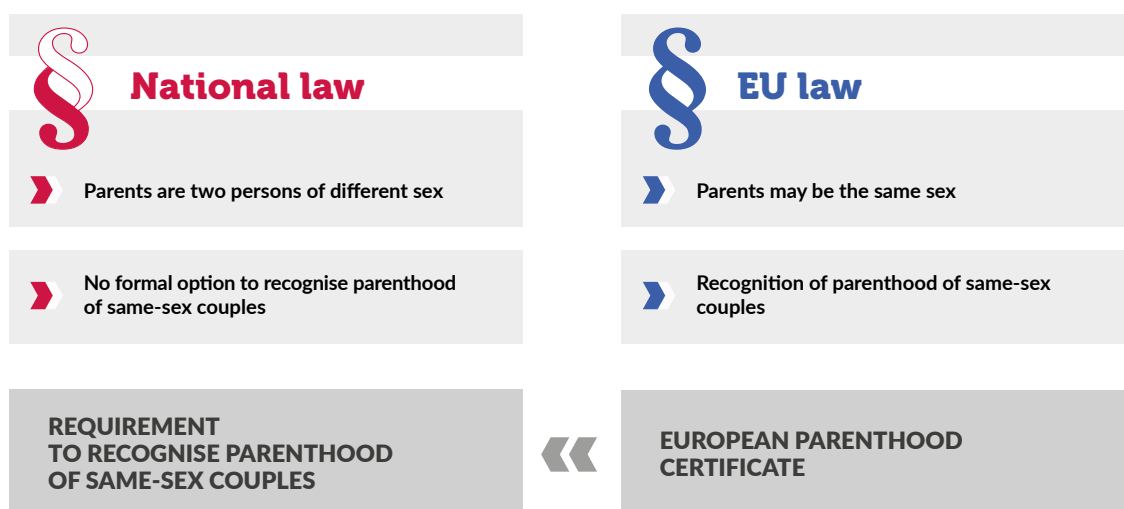 § National law
Parents are two persons of different sex
No formal option to recognise parenthood
of same-sex couples
REQUIREMENT
TO RECOGNISE PARENTHOOD
OF SAME-SEX COUPLES
§ EU law
Parents may be the same sex
Recognition of parenthood of same-sex
couples
EUROPEAN PARENTHOOD
CERTIFICATE